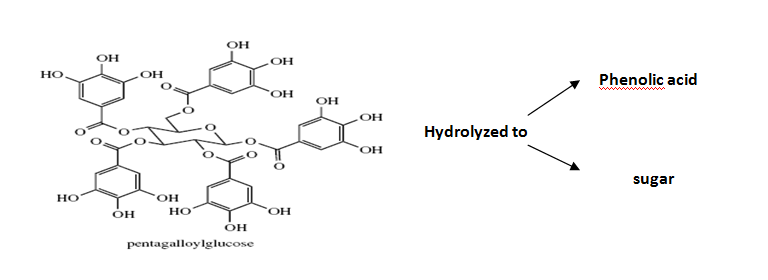 OH
OH OH
HO OH
Phenolic acid
O OH
OH
O
OH
O O O Hydrolyzed to
O O O
OH
O O
O
sugar
HO OH
OH HO OH
OH
pentagalloylglucose